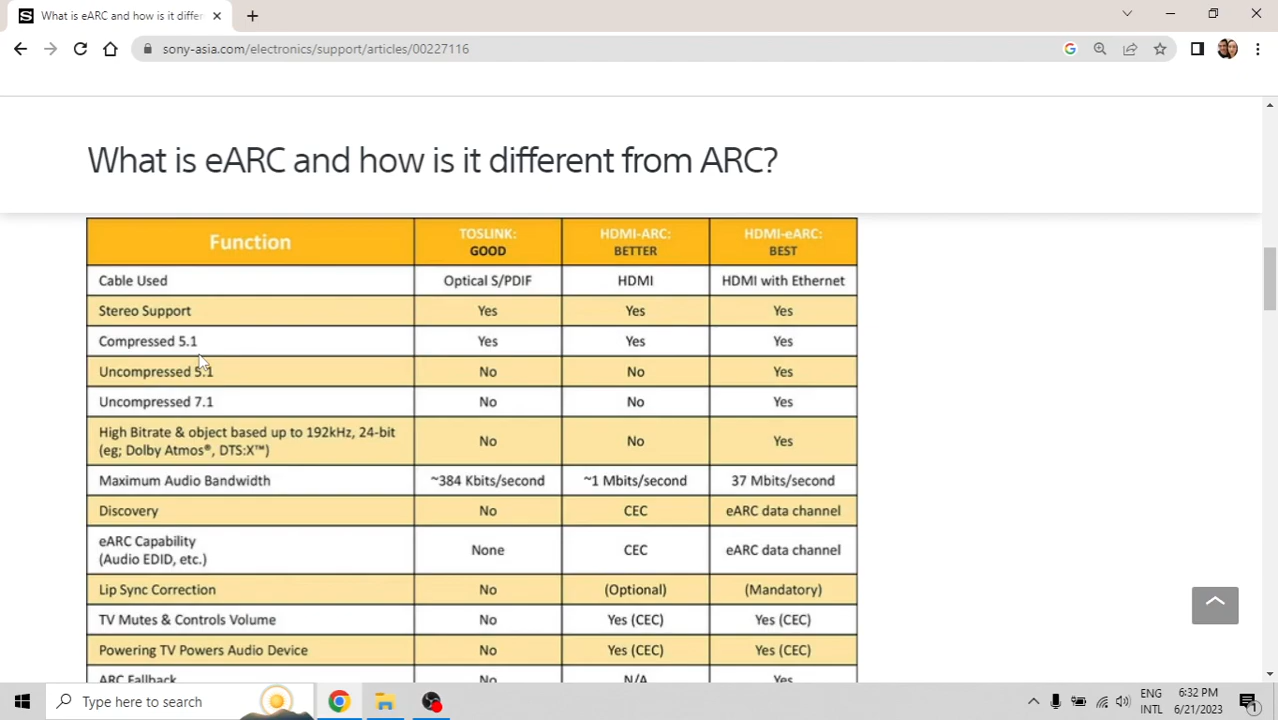 What is eARC and how is it differen
sony-asia.com/electronics/support/articles/00227116
What is eARC and how is it different from ARC?
Function TOSLINK: GOOD HDMI-ARC: BETTER HDMI-eARC: BEST
Cable Used Optical S/PDIF HDMI HDMI with Ethernet
Stereo Support Yes Yes Yes
Compressed 5.1 Yes Yes Yes
Uncompressed 5.1 No No Yes
Uncompressed 7.1 No No Yes
High Bitrate & object based up to 192kHz, 24-bit
(eg; Dolby Atmos®, DTS:X™) No No Yes
Maximum Audio Bandwidth ~384 Kbits/second ~1 Mbits/second 37 Mbits/second
Discovery No CEC eARC data channel
eARC Capability
(Audio EDID, etc.) None CEC eARC data channel
Lip Sync Correction No (Optional) (Mandatory)
TV Mutes & Controls Volume No Yes (CEC) Yes (CEC)
Powering TV Powers Audio Device No Yes (CEC) Yes (CEC)
ARC Fallback No N/A Yes
Type here to search
ENG
INTL
6:32 PM
6/21/2023
1